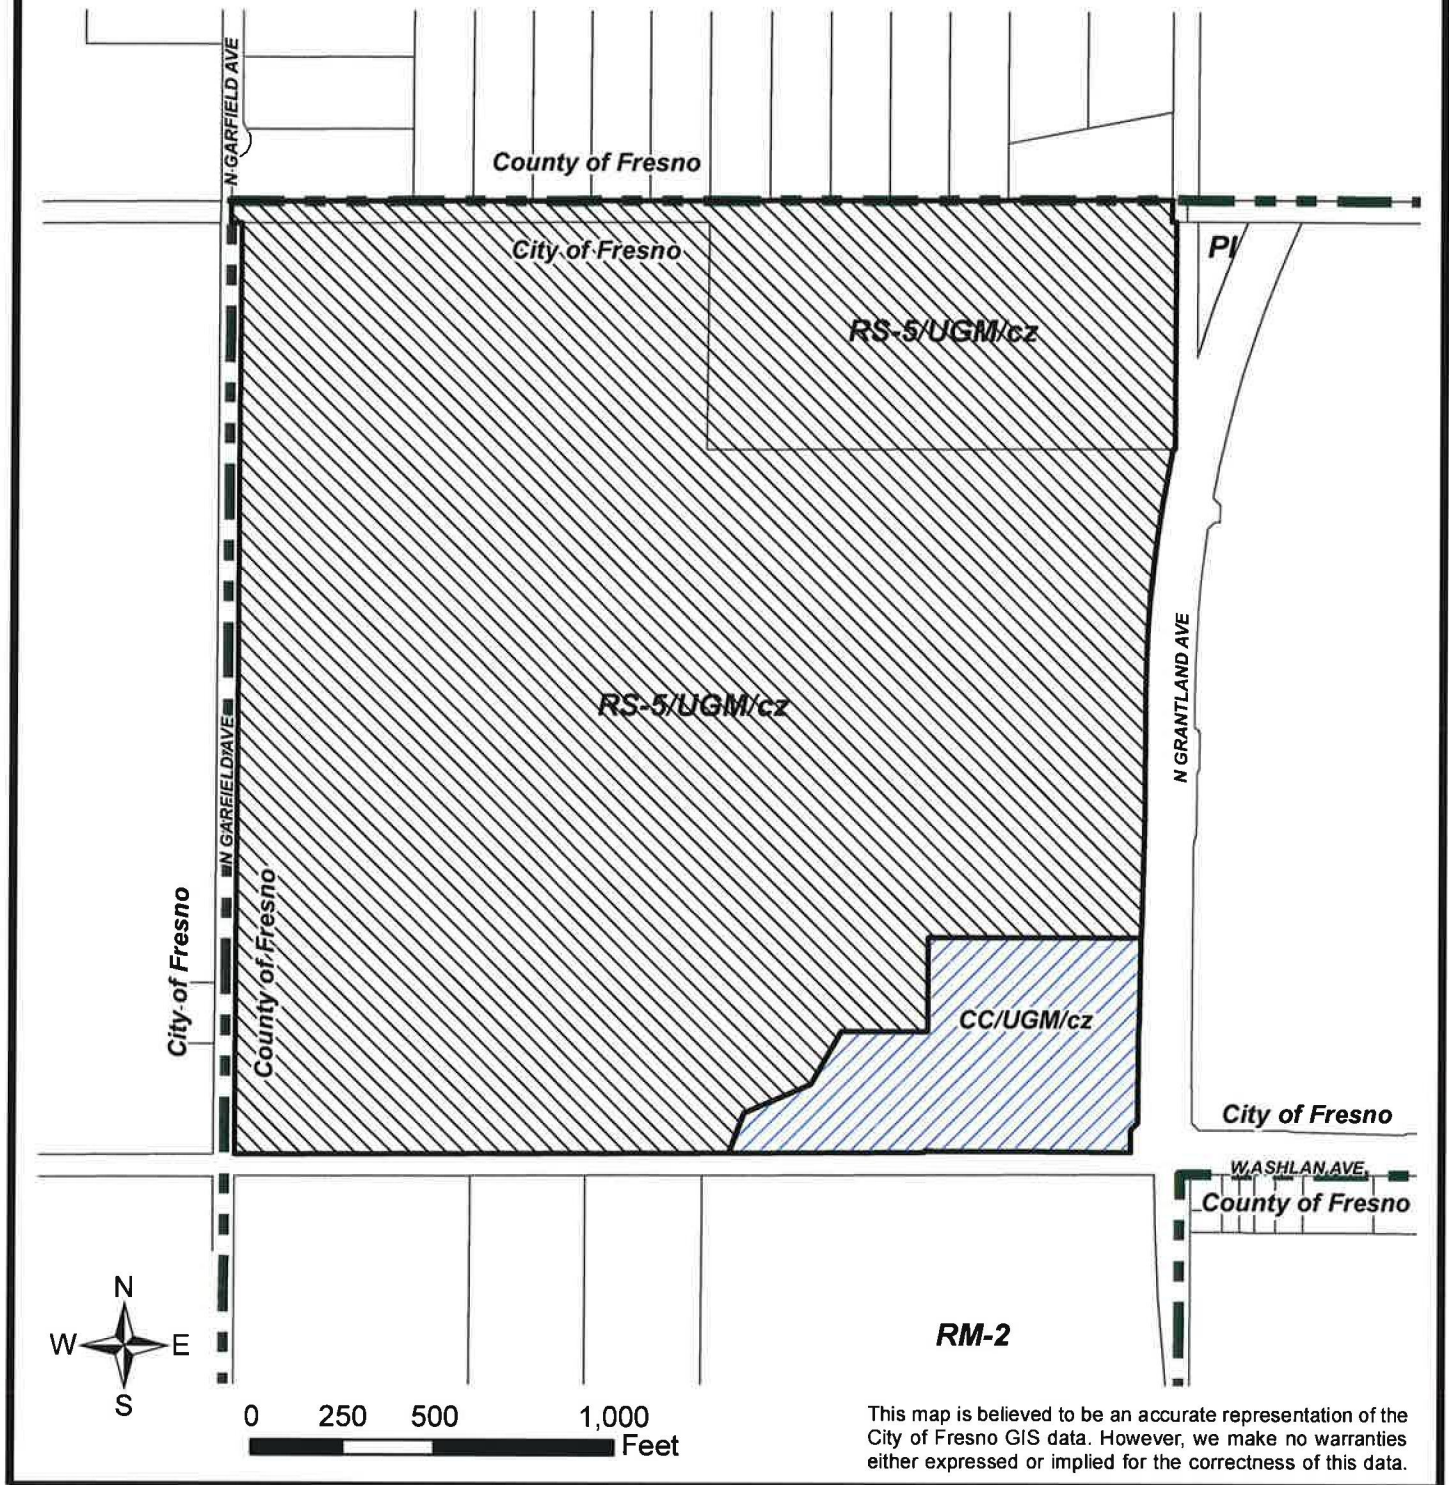 N GARFIELD AVE
County of Fresno
City of Fresno
PI
RS-5/UGM/cz
N GRANTLAND AVE
RS-5/UGM/cz
N GARFIELD AVE
City of Fresno
County of Fresno
CC/UGM/cz
City of Fresno
W ASHLAN AVE
County of Fresno
RM-2
N
W E
S
0 250 500 1,000
Feet
This map is believed to be an accurate representation of the
City of Fresno GIS data. However, we make no warranties
either expressed or implied for the correctness of this data.